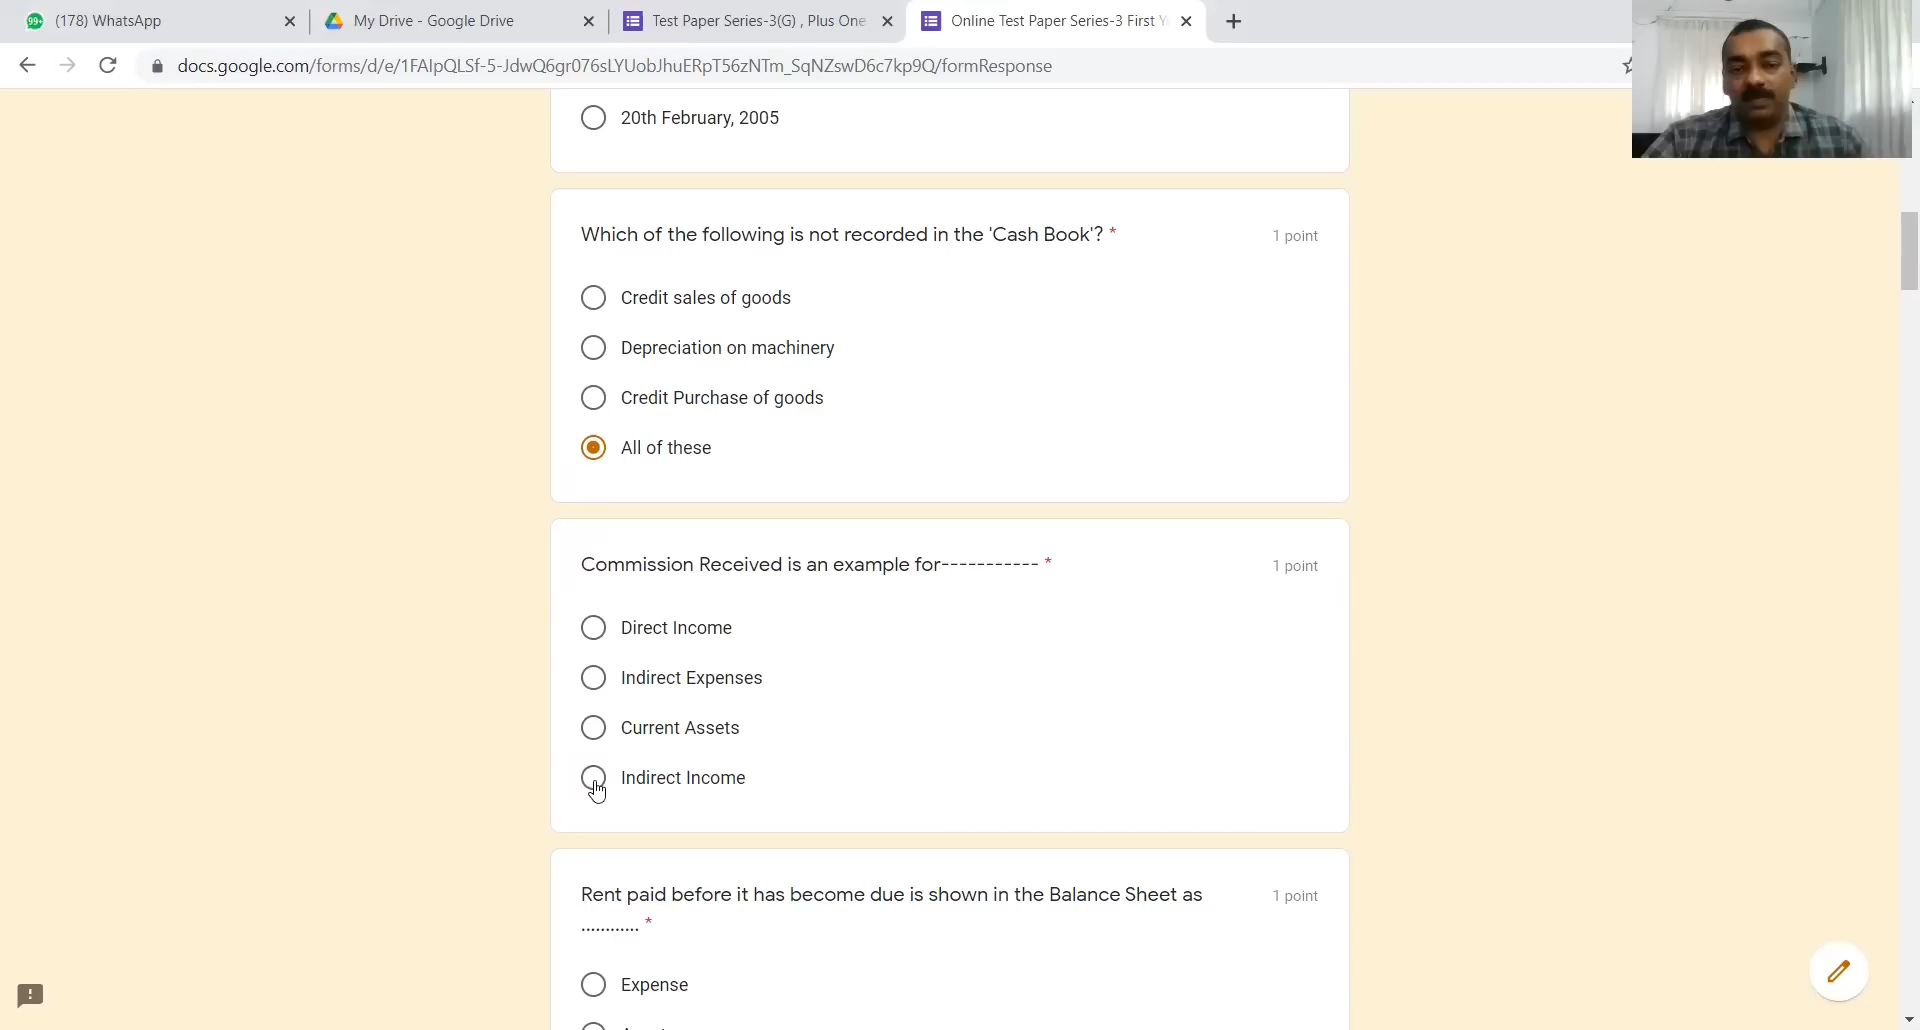 99+ (178) WhatsApp
My Drive - Google Drive
Test Paper Series-3(G) , Plus One
Online Test Paper Series-3 First Y
docs.google.com/forms/d/e/1FAIpQLSf-5-JdwQ6gr076sLYUobJhuERpT56zNTm_SqNZswD6c7kp9Q/formResponse
20th February, 2005
Which of the following is not recorded in the 'Cash Book'? *
1 point
Credit sales of goods
Depreciation on machinery
Credit Purchase of goods
All of these
Commission Received is an example for----------- *
1 point
Direct Income
Indirect Expenses
Current Assets
Indirect Income
Rent paid before it has become due is shown in the Balance Sheet as
............ *
1 point
Expense